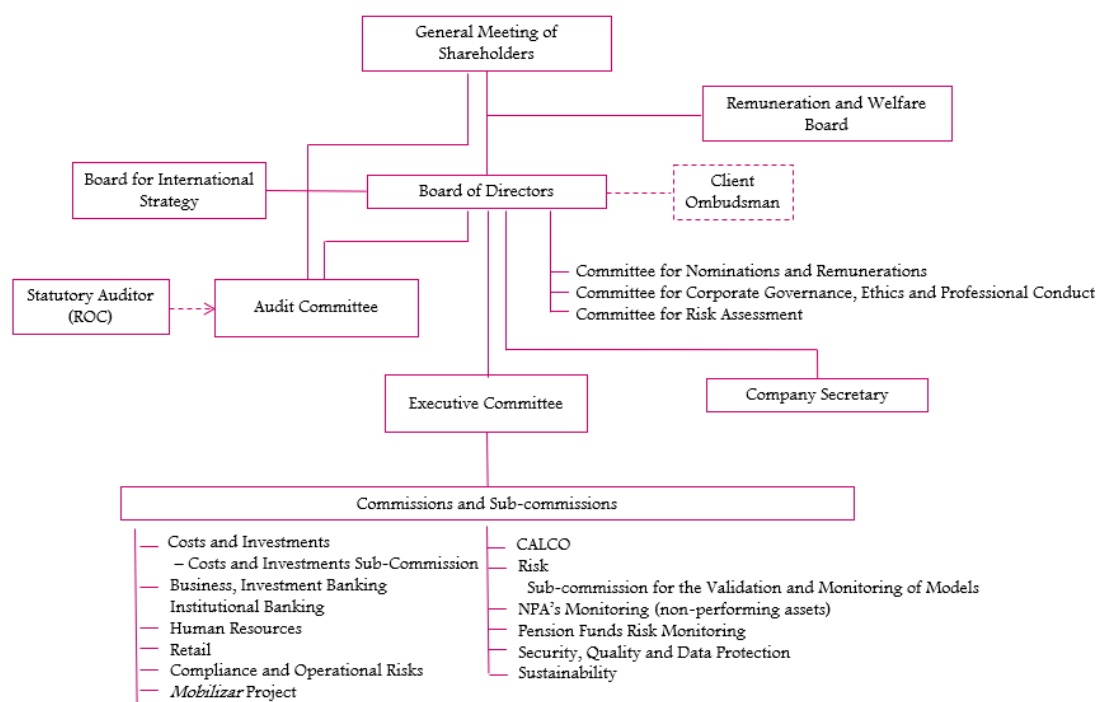 General Meeting of
Shareholders
Remuneration and Welfare
Board
Board for International
Strategy
Board of Directors
Client
Ombudsman
Statutory Auditor
(ROC)
Audit Committee
Committee for Nominations and Remunerations
Committee for Corporate Governance, Ethics and Professional Conduct
Committee for Risk Assessment
Executive Committee
Company Secretary
Commissions and Sub-commissions
Costs and Investments
– Costs and Investments Sub-Commission
Business, Investment Banking
Institutional Banking
Human Resources
Retail
Compliance and Operational Risks
Mobilizar Project
CALCO
Risk
Sub-commission for the Validation and Monitoring of Models
NPA's Monitoring (non-performing assets)
Pension Funds Risk Monitoring
Security, Quality and Data Protection
Sustainability